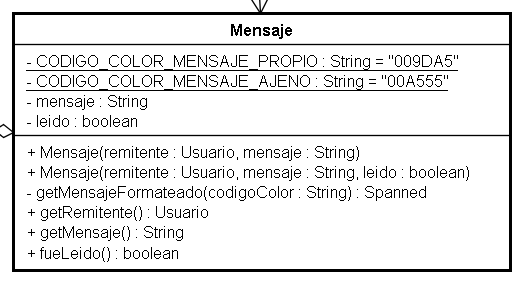 Mensaje
- CODIGO_COLOR_MENSAJE_PROPIO : String = "009DA5"
- CODIGO_COLOR_MENSAJE_AJENO : String = "00A555"
- mensaje : String
- leido : boolean
+ Mensaje(remitente : Usuario, mensaje : String)
+ Mensaje(remitente : Usuario, mensaje : String, leido : boolean)
- getMensajeFormateado(codigoColor : String) : Spanned
+ getRemitente() : Usuario
+ getMensaje() : String
+ fueLeido() : boolean